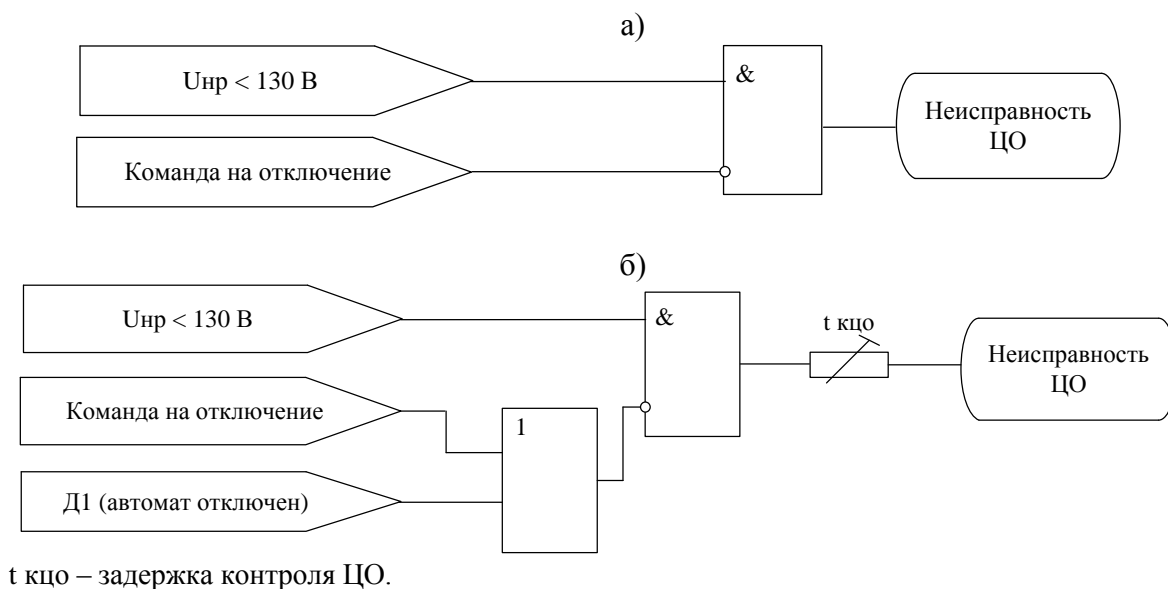 а)
Uнр < 130 В
&
Команда на отключение
Неисправность
ЦО
б)
Uнр < 130 В
&
t кцо
Неисправность
ЦО
Команда на отключение
1
Д1 (автомат отключен)
t кцо – задержка контроля ЦО.